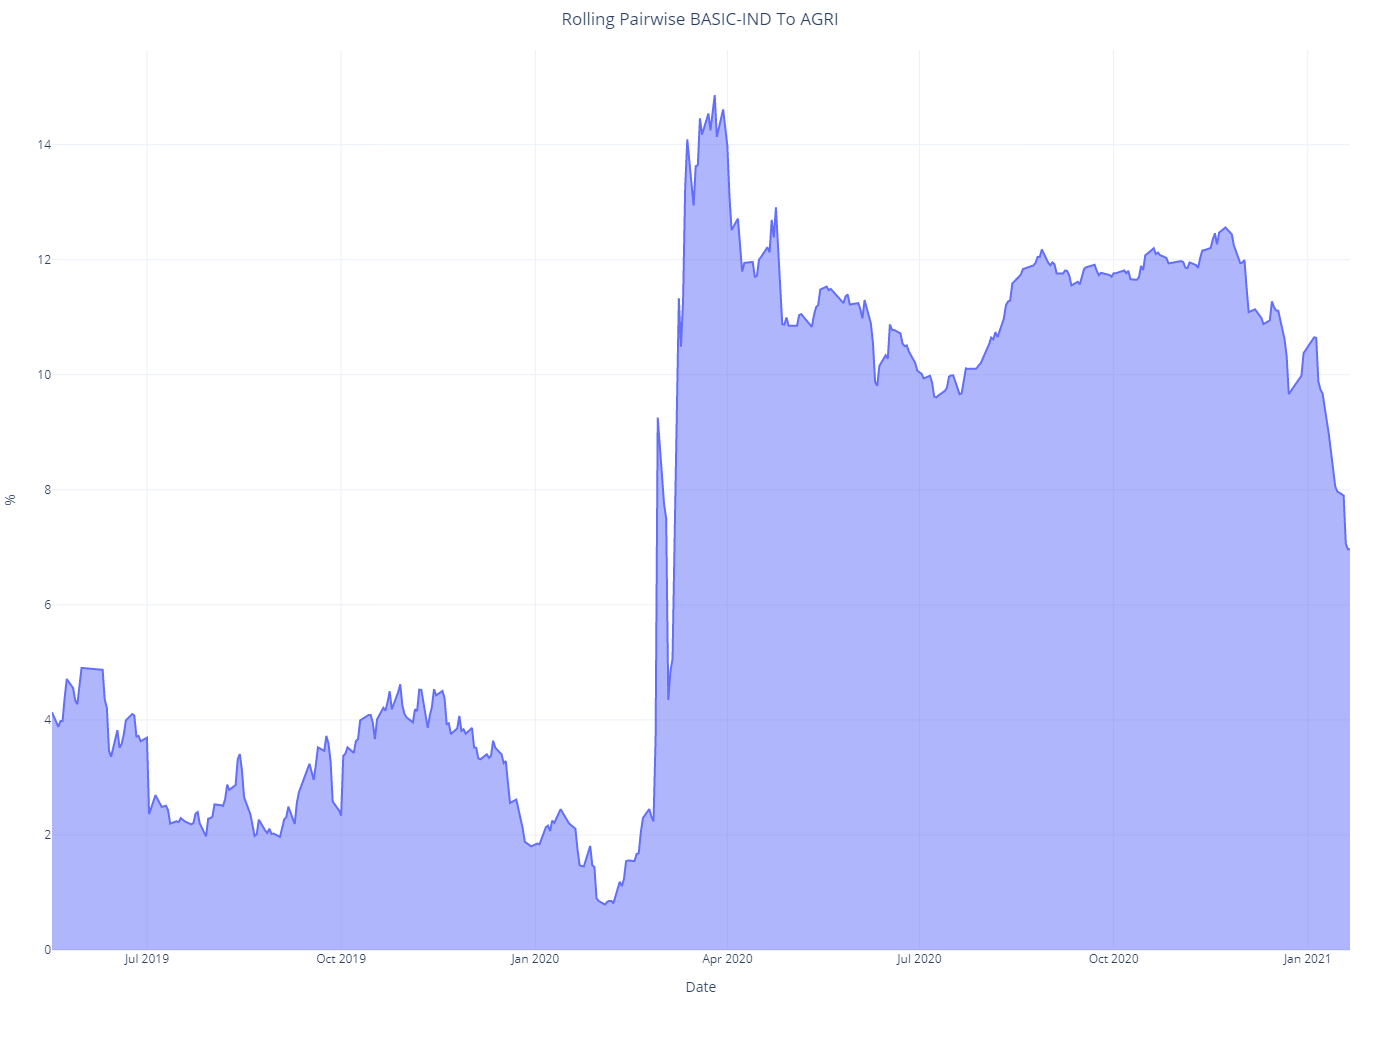 Rolling Pairwise BASIC-IND To AGRI
14
12
10
8
6
4
2
0
%
Jul 2019
Oct 2019
Jan 2020
Apr 2020
Jul 2020
Oct 2020
Jan 2021
Date